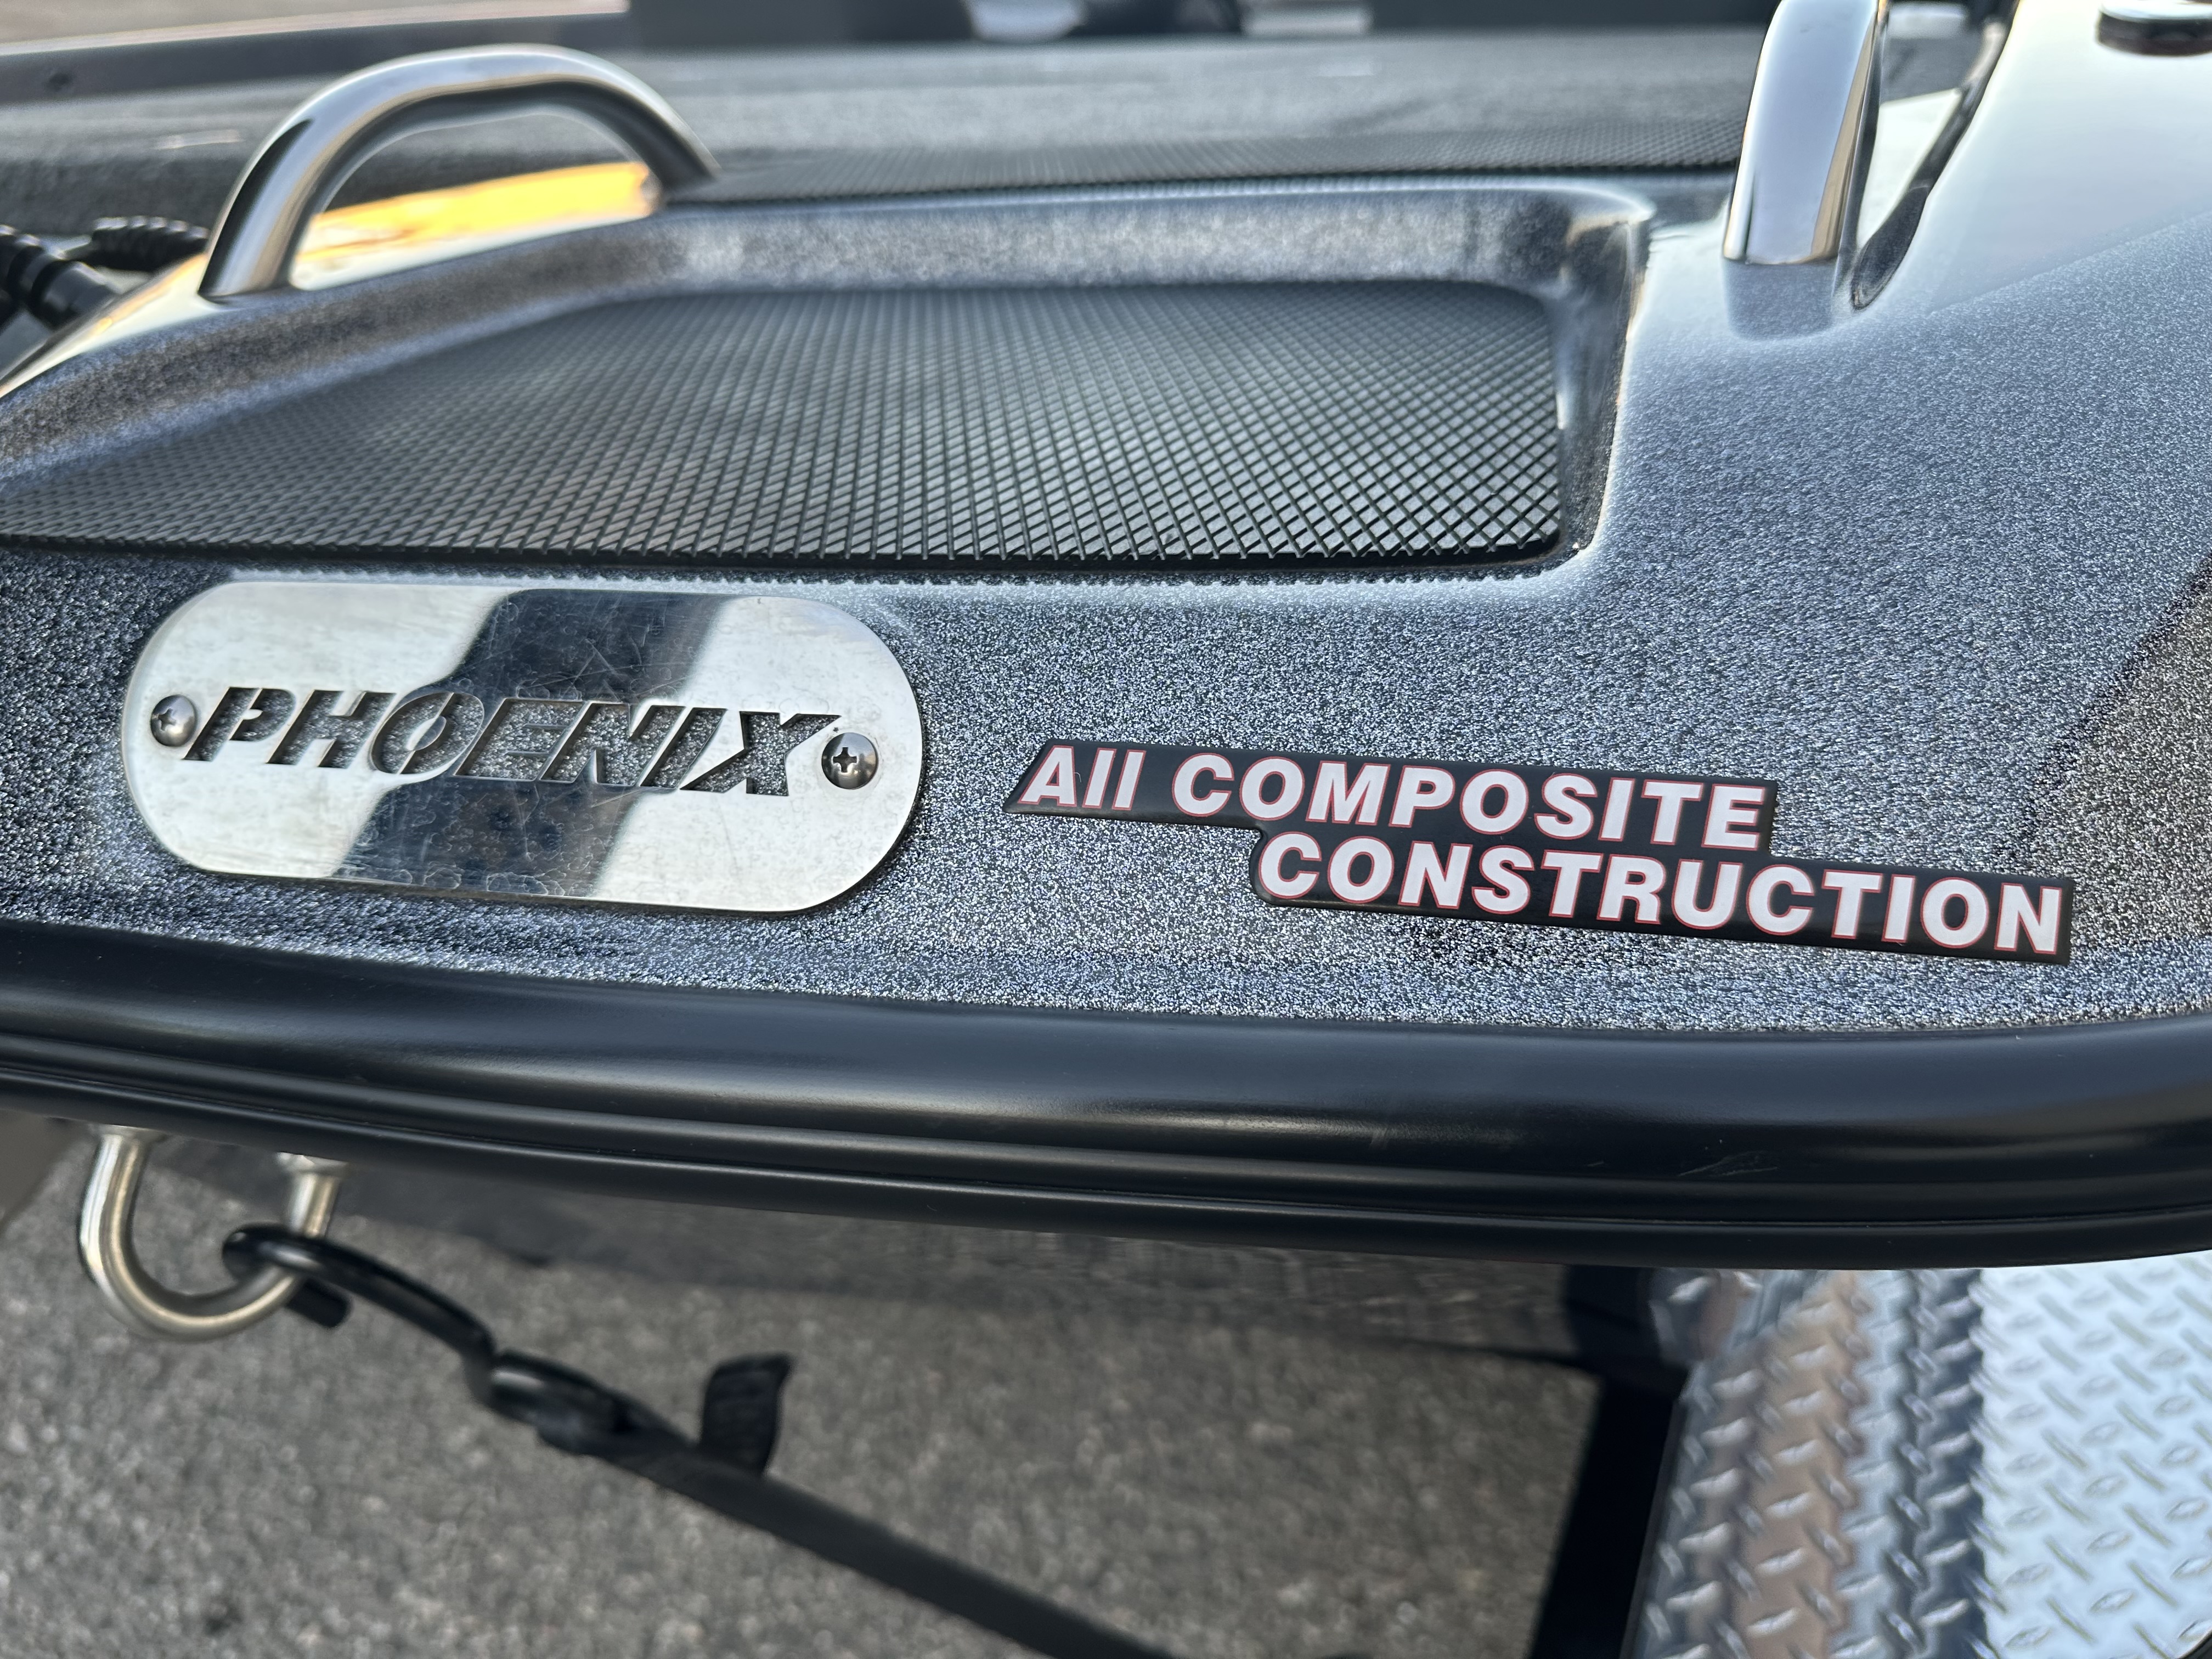 PHOENIX
All COMPOSITE
CONSTRUCTION